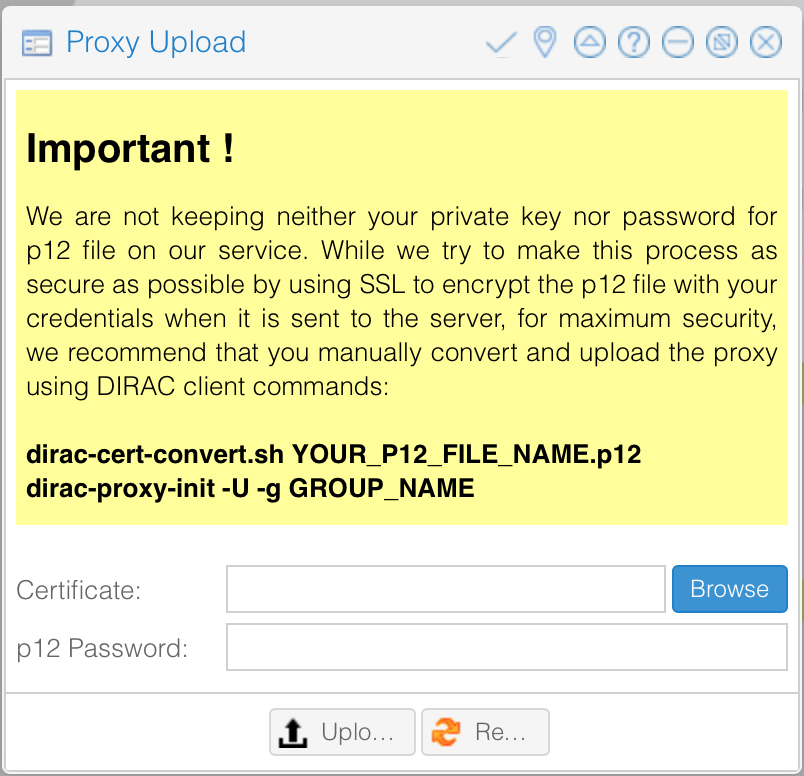 Proxy Upload
Important !
We are not keeping neither your private key nor password for
p12 file on our service. While we try to make this process as
secure as possible by using SSL to encrypt the p12 file with your
credentials when it is sent to the server, for maximum security,
we recommend that you manually convert and upload the proxy
using DIRAC client commands:
dirac-cert-convert.sh YOUR_P12_FILE_NAME.p12
dirac-proxy-init -U -g GROUP_NAME
Certificate: Browse
p12 Password:
Uplo... Re...